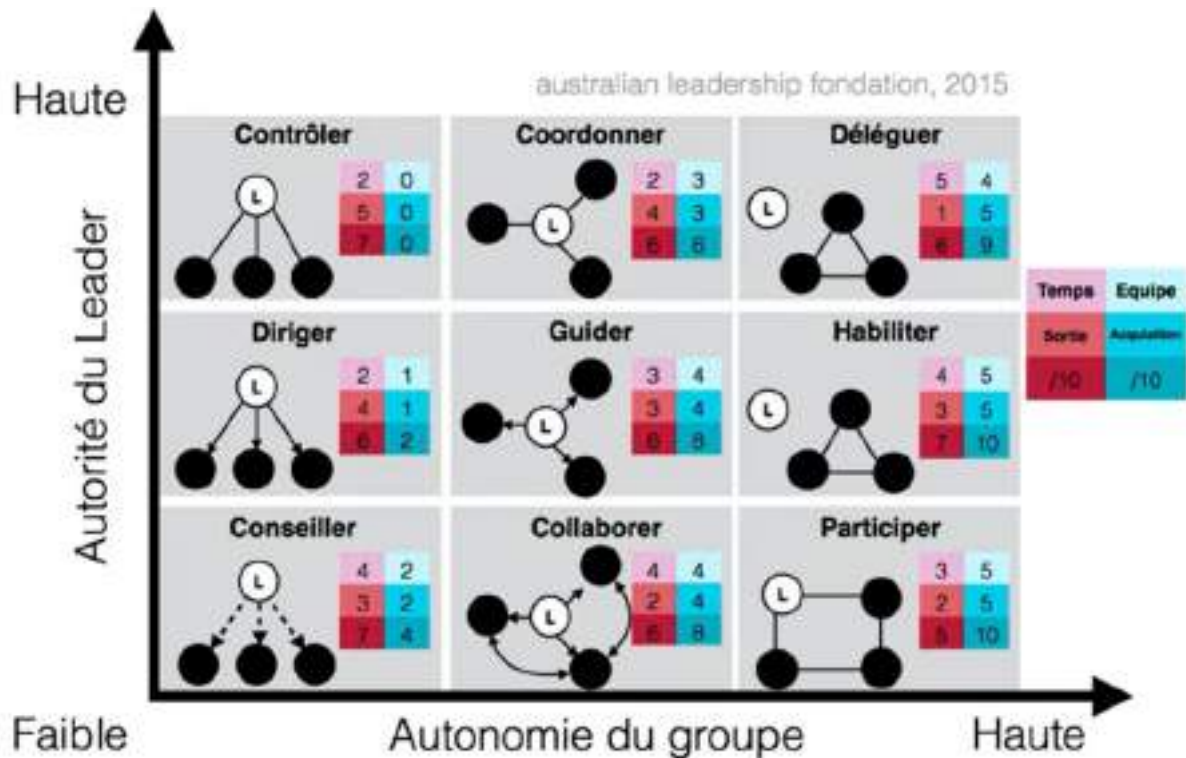 Haute
australian leadership fondation, 2015
Autorité du Leader
Contrôler
L
2 0
5 0
7 0
Coordonner
L
2 3
4 3
6 6
Déléguer
L
5 4
1 5
6 9
Diriger
L
2 1
4 1
6 2
Guider
L
3 4
3 4
6 8
Habiliter
L
4 5
3 5
7 10
Temps Equipe
Sortie Acquisition
/10 /10
Conseiller
L
4 2
3 2
7 4
Collaborer
L
4 4
2 4
6 8
Participer
L
3 5
2 5
5 10
Faible
Autonomie du groupe
Haute